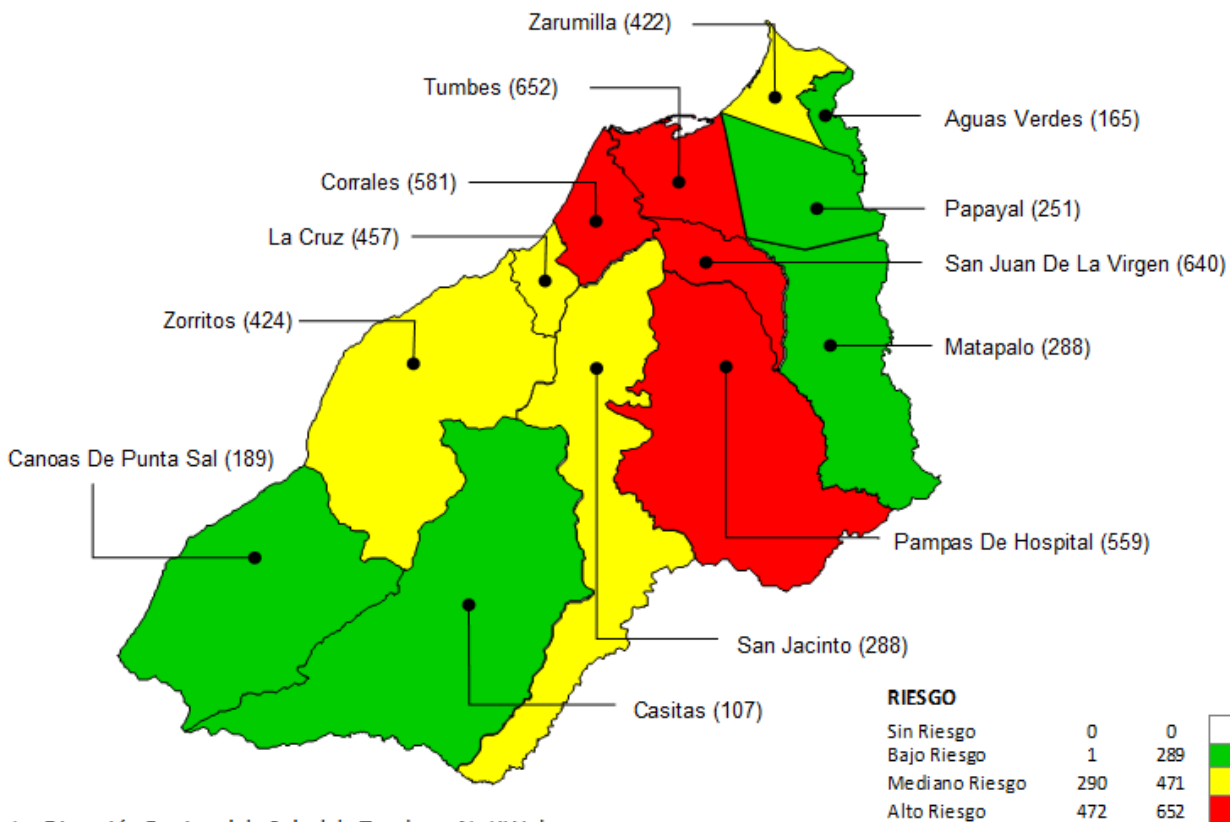 Zarumilla (422)
Tumbes (652)
Aguas Verdes (165)
Corrales (581)
Papayal (251)
La Cruz (457)
San Juan De La Virgen (640)
Zorritos (424)
Matapalo (288)
Canoas De Punta Sal (189)
Pampas De Hospital (559)
San Jacinto (288)
Casitas (107)
RIESGO
Sin Riesgo 0 0
Bajo Riesgo 1 289
Mediano Riesgo 290 471
Alto Riesgo 472 652